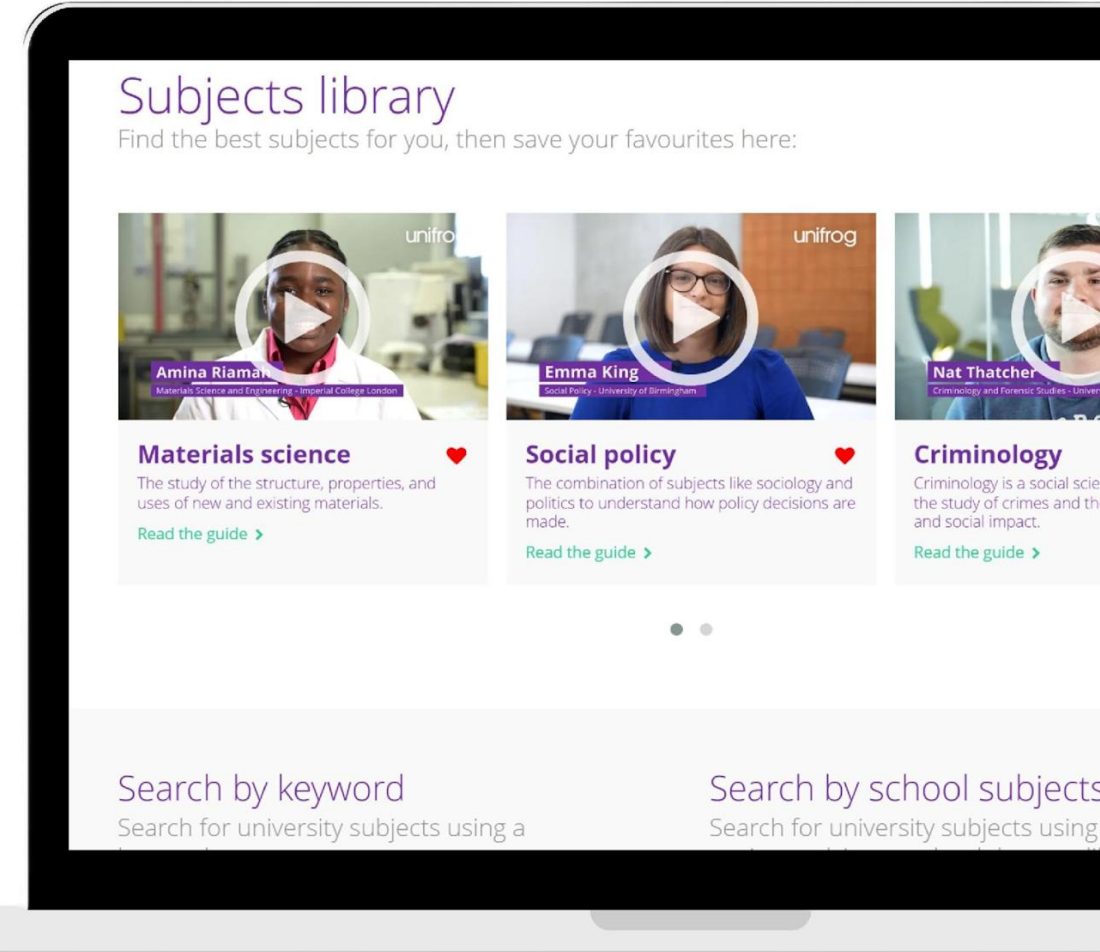 Subjects library
Find the best subjects for you, then save your favourites here:
unifro
Amina Riamah
Materials Science and Engineering - Imperial College London
Materials science
The study of the structure, properties, and
uses of new and existing materials.
Read the guide
unifrog
Emma King
Social Policy - University of Birmingham
Social policy
The combination of subjects like sociology and
politics to understand how policy decisions are
made.
Read the guide
Nat Thatcher
Criminology and Forensic Studies - Univer
Criminology
Criminology is a social scie
the study of crimes and th
and social impact.
Read the guide
Search by keyword
Search for university subjects using a
Search by school subjects
Search for university subjects using